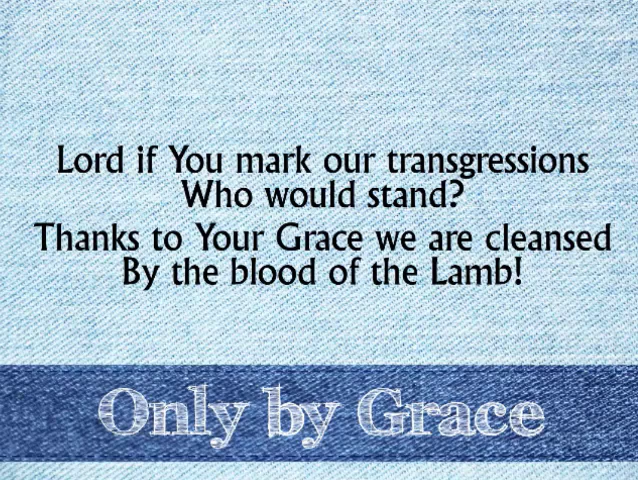 Lord if You mark our transgressions
Who would stand?
Thanks to Your Grace we are cleansed
By the blood of the Lamb!
Only by Grace